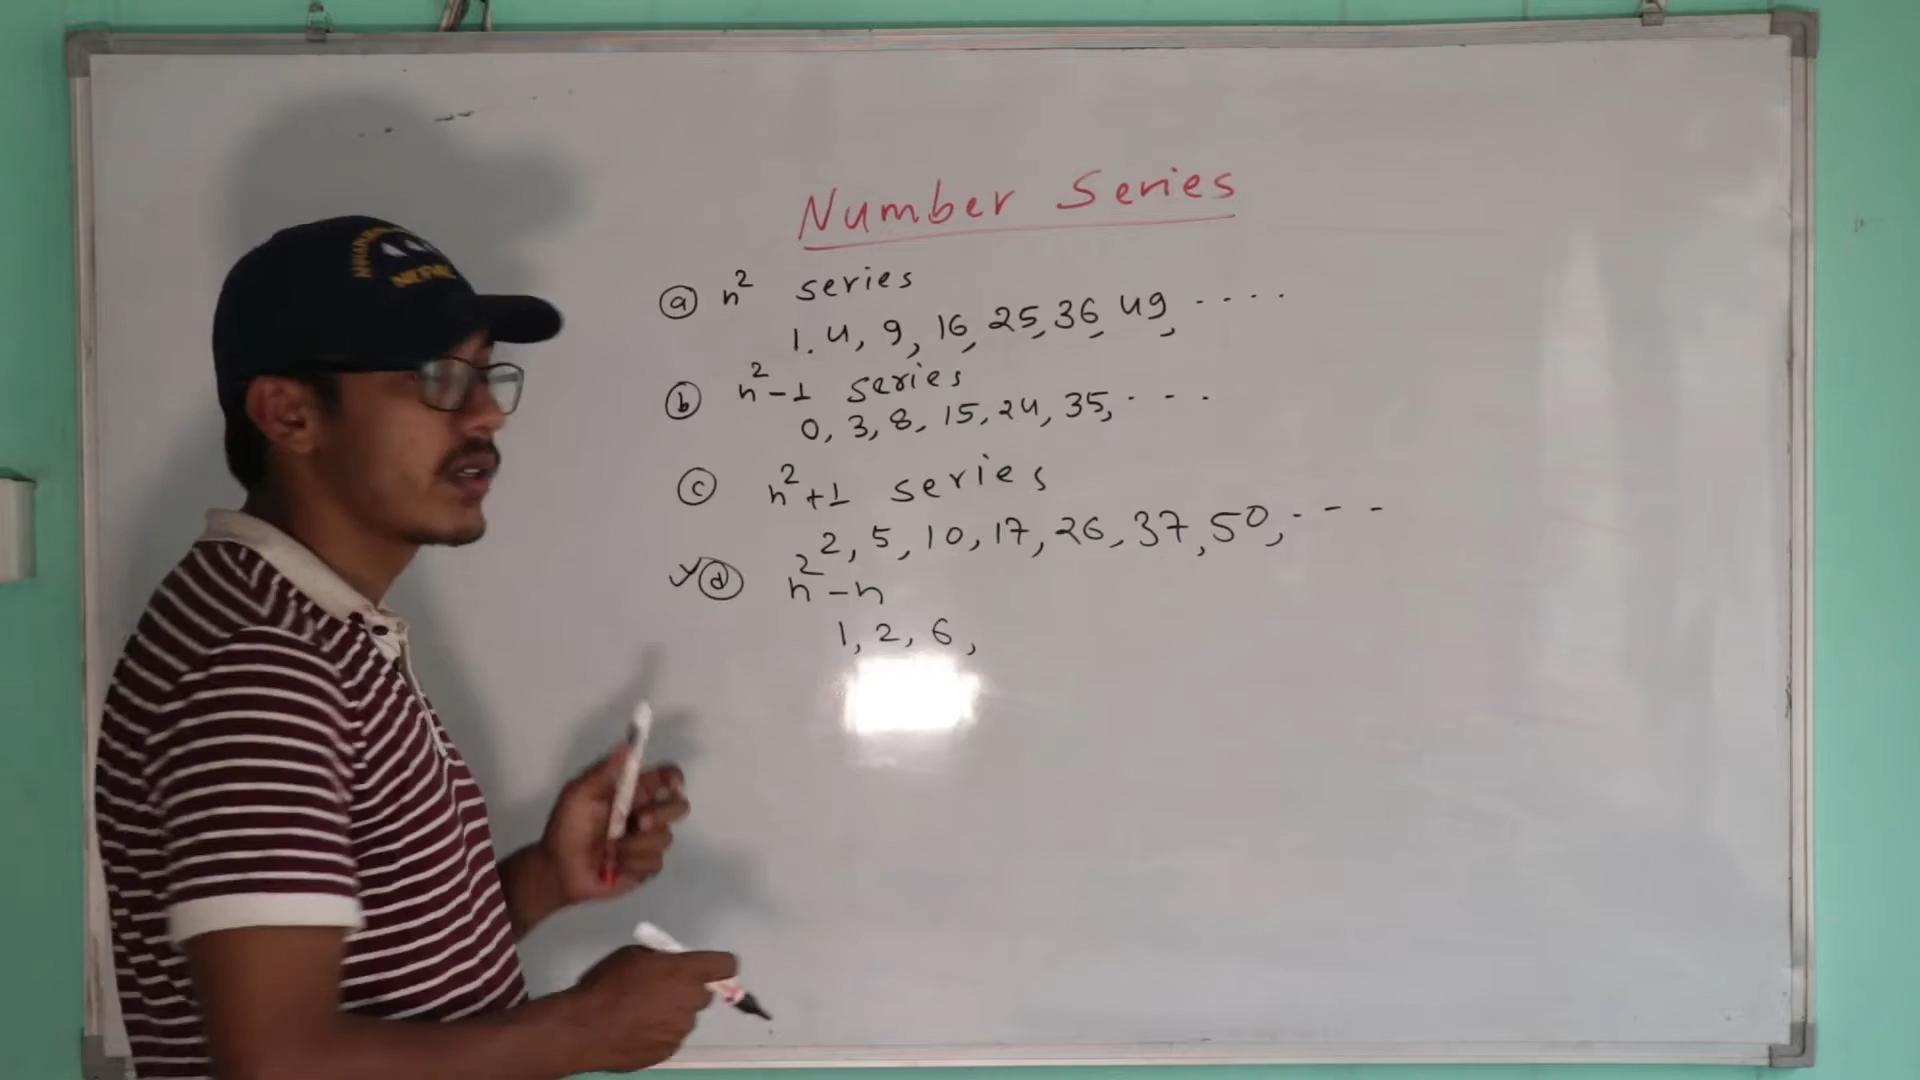 Number Series
ⓐ n² series
1. 4, 9, 16, 25, 36, 49, ....
ⓑ n²-1 series
0, 3, 8, 15, 24, 35, ...
ⓒ n²+1 series
2, 5, 10, 17, 26, 37, 50, ...
✓ⓓ n²-n
1, 2, 6,
NEPAL